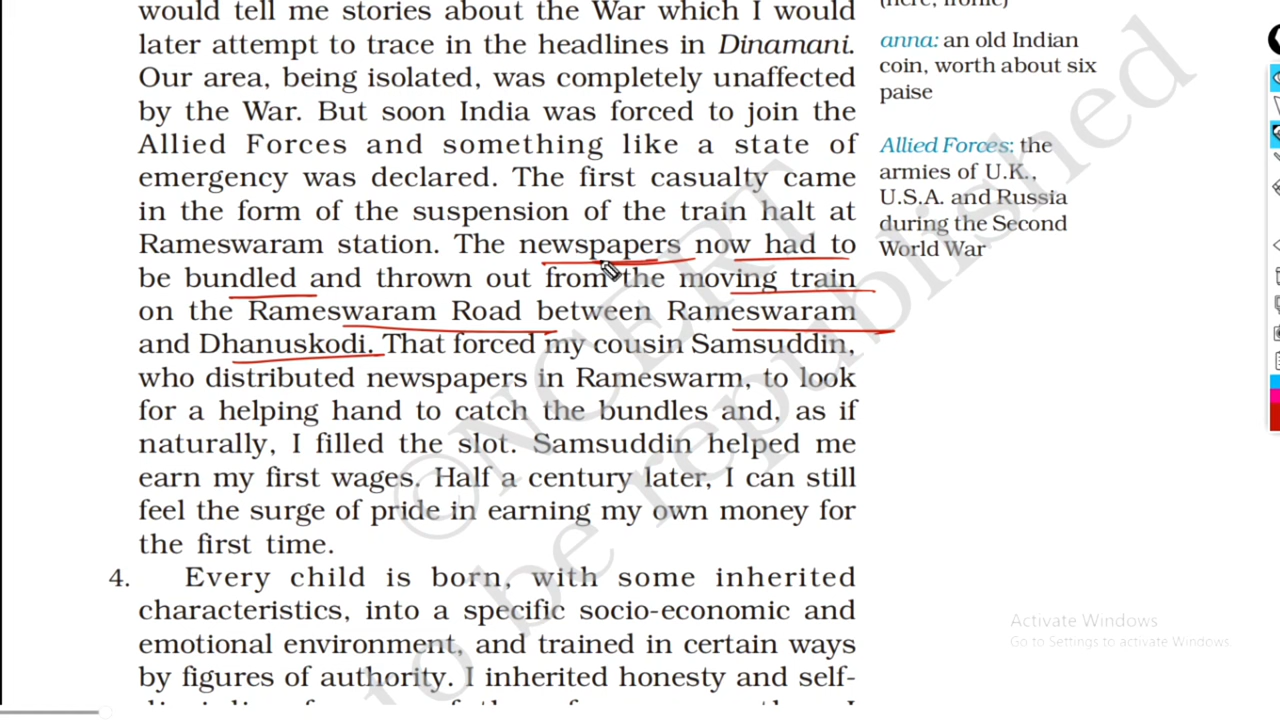 would tell me stories about the War which I would
later attempt to trace in the headlines in Dinamani.
Our area, being isolated, was completely unaffected
by the War. But soon India was forced to join the
Allied Forces and something like a state of
emergency was declared. The first casualty came
in the form of the suspension of the train halt at
Rameswaram station. The newspapers now had to
be bundled and thrown out from the moving train
on the Rameswaram Road between Rameswaram
and Dhanuskodi. That forced my cousin Samsuddin,
who distributed newspapers in Rameswarm, to look
for a helping hand to catch the bundles and, as if
naturally, I filled the slot. Samsuddin helped me
earn my first wages. Half a century later, I can still
feel the surge of pride in earning my own money for
the first time.
4. Every child is born, with some inherited
characteristics, into a specific socio-economic and
emotional environment, and trained in certain ways
by figures of authority. I inherited honesty and self-
anna: an old Indian
coin, worth about six
paise
Allied Forces: the
armies of U.K.,
U.S.A. and Russia
during the Second
World War
©NCERT
to be republished
Activate Windows
Go to Settings to activate Windows.